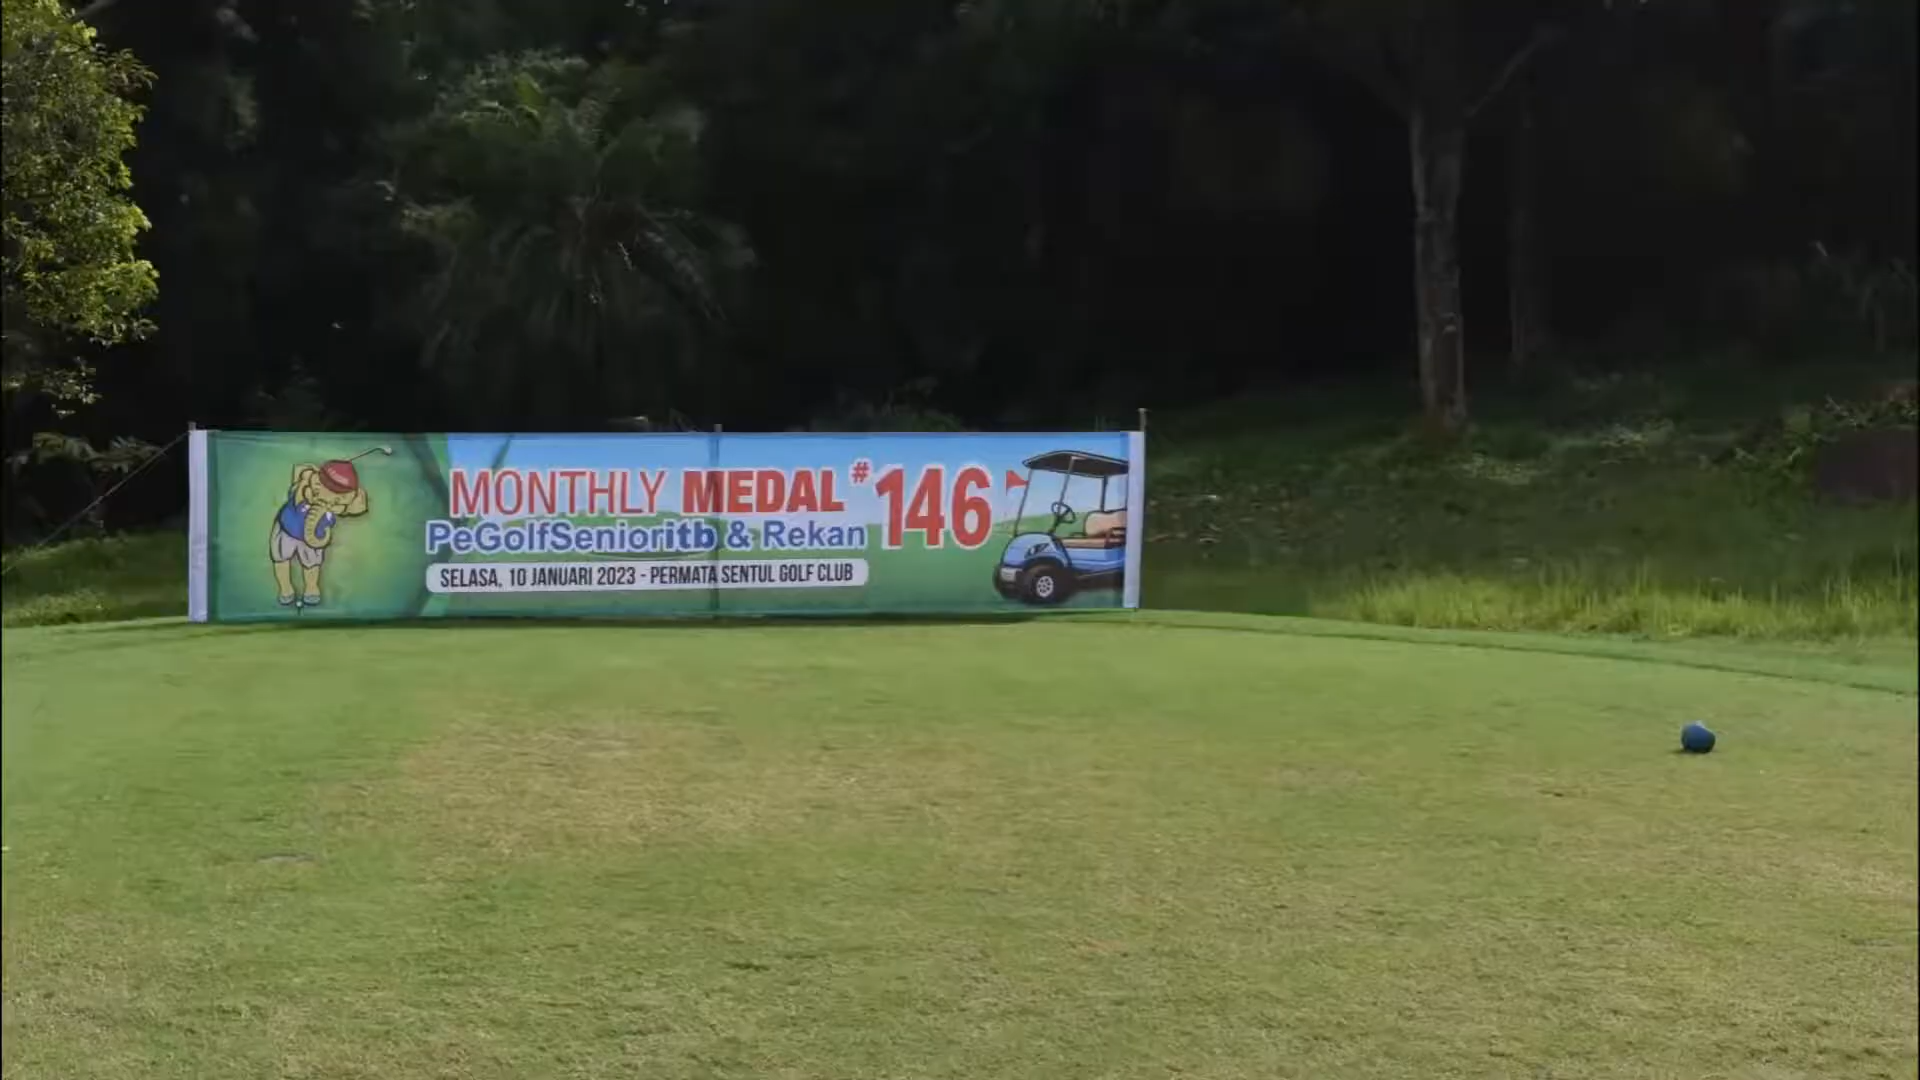 MONTHLY MEDAL #146
PeGolfSenioritb & Rekan
SELASA, 10 JANUARI 2023 - PERMATA SENTUL GOLF CLUB